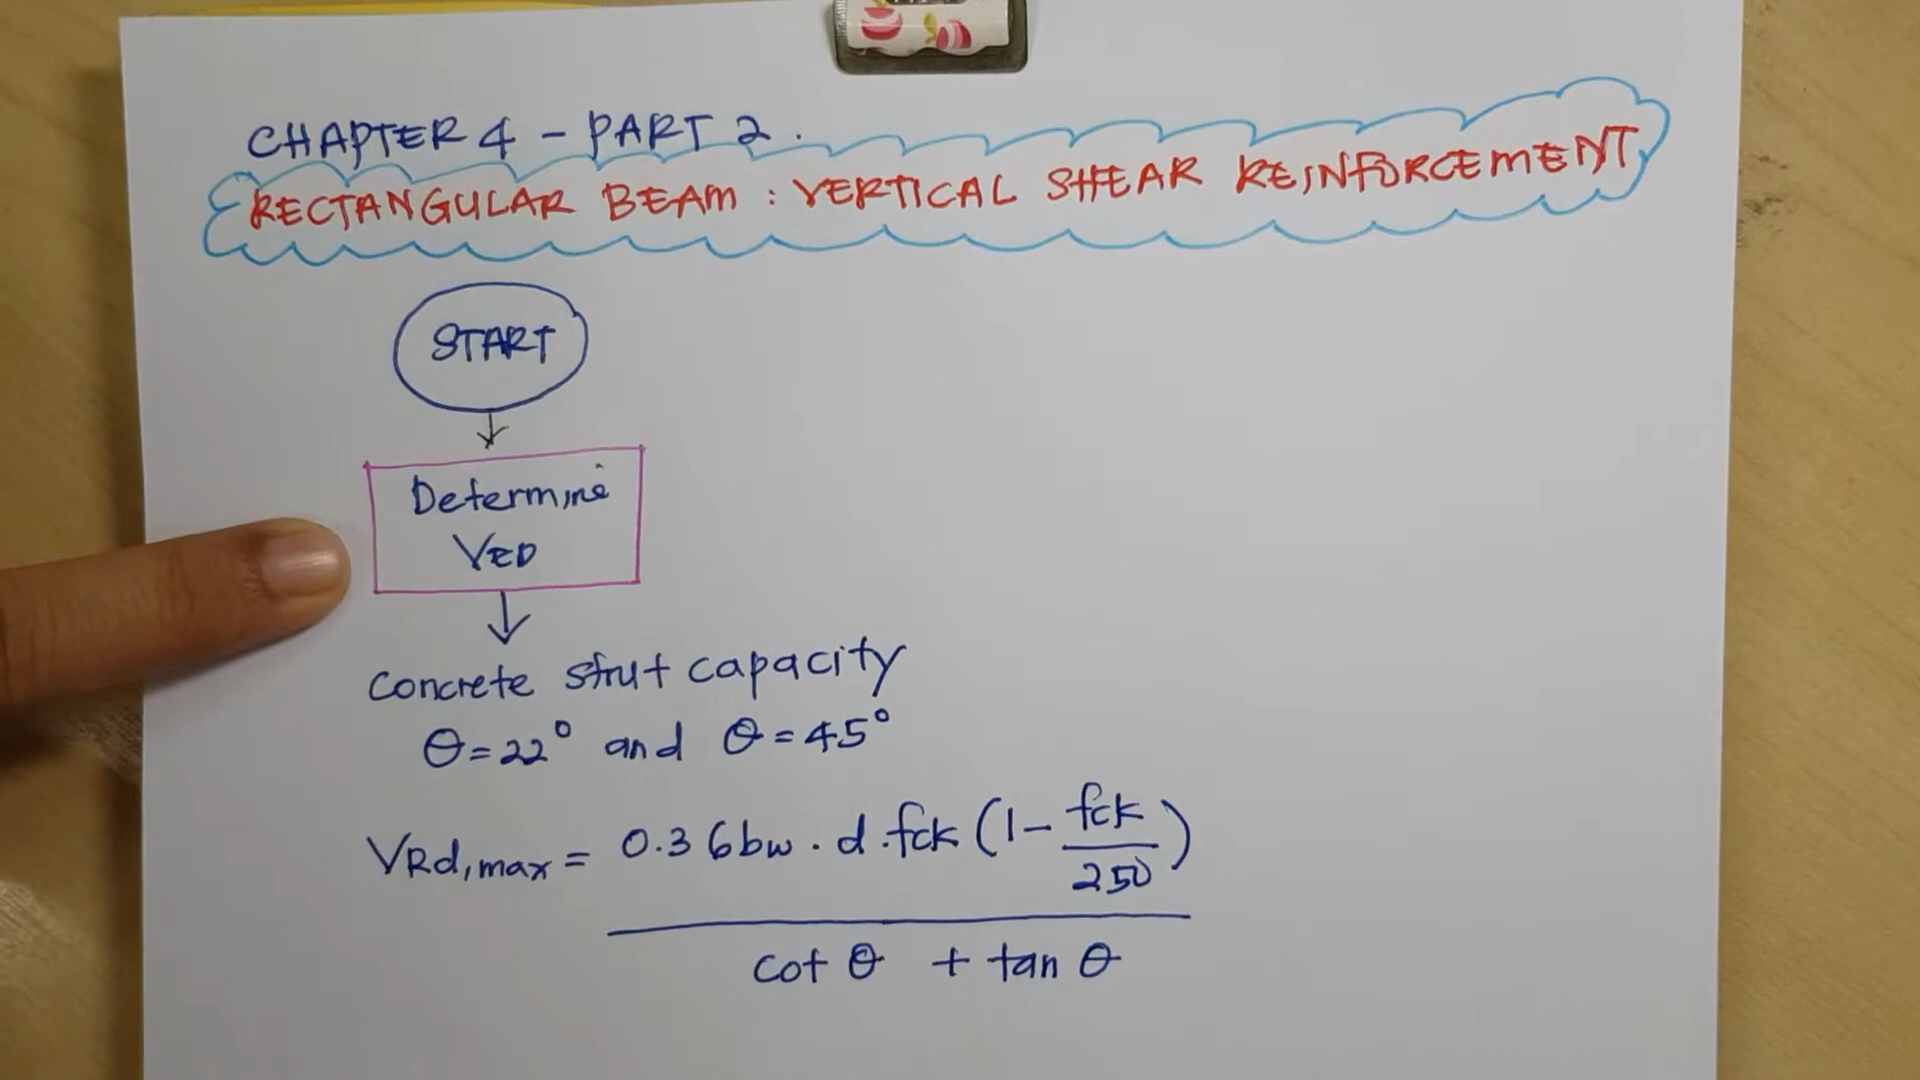 CHAPTER 4 - PART 2.
RECTANGULAR BEAM : VERTICAL SHEAR REINFORCEMENT
START
Determine
VED
Concrete strut capacity
θ=22° and θ=45°
VRd,max = 0.36bw.d.fck (1- fck/250)
cot θ + tan θ